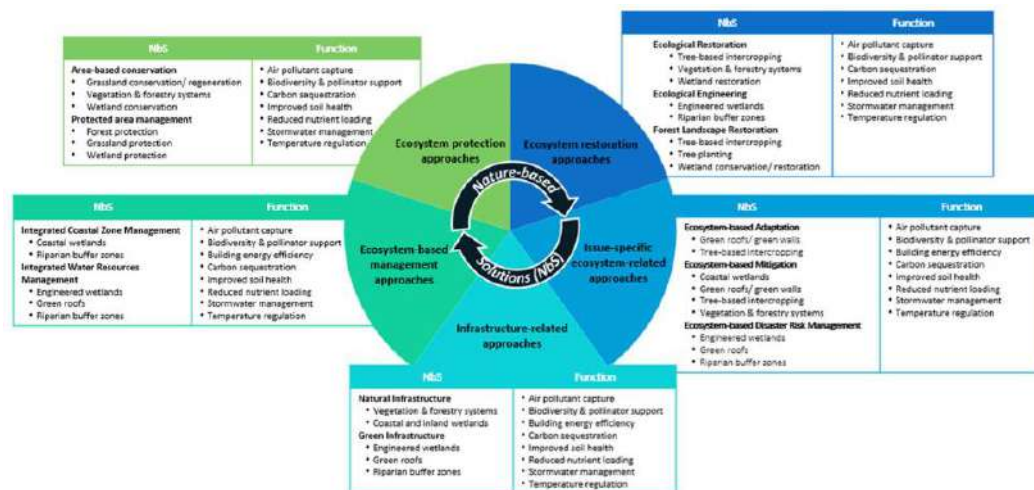 NbS
Function
Area-based conservation
• Grassland conservation/ regeneration
• Vegetation & forestry systems
• Wetland conservation
Protected area management
• Forest protection
• Grassland protection
• Wetland protection
• Air pollutant capture
• Biodiversity & pollinator support
• Carbon sequestration
• Improved soil health
• Reduced nutrient loading
• Stormwater management
• Temperature regulation
NbS
Function
Ecological Restoration
• Tree-based intercropping
• Vegetation & forestry systems
• Wetland restoration
Ecological Engineering
• Engineered wetlands
• Riparian buffer zones
Forest Landscape Restoration
• Tree-based intercropping
• Tree-planting
• Wetland conservation/ restoration
• Air pollutant capture
• Biodiversity & pollinator support
• Carbon sequestration
• Improved soil health
• Reduced nutrient loading
• Stormwater management
• Temperature regulation
Ecosystem protection
approaches
Ecosystem restoration
approaches
Nature-based
Solutions (NbS)
Ecosystem-based
management
approaches
Issue-specific
ecosystem-related
approaches
Infrastructure-related
approaches
NbS
Function
Integrated Coastal Zone Management
• Coastal wetlands
• Riparian buffer zones
Integrated Water Resources
Management
• Engineered wetlands
• Green roofs
• Riparian buffer zones
• Air pollutant capture
• Biodiversity & pollinator support
• Building energy efficiency
• Carbon sequestration
• Improved soil health
• Reduced nutrient loading
• Stormwater management
• Temperature regulation
NbS
Function
Ecosystem-based Adaptation
• Green roofs/ green walls
• Tree-based intercropping
Ecosystem-based Mitigation
• Coastal wetlands
• Green roofs/ green walls
• Tree-based intercropping
• Vegetation & forestry systems
Ecosystem-based Disaster Risk Management
• Engineered wetlands
• Green roofs
• Riparian buffer zones
• Air pollutant capture
• Biodiversity & pollinator support
• Building energy efficiency
• Carbon sequestration
• Improved soil health
• Reduced nutrient loading
• Stormwater management
• Temperature regulation
NbS
Function
Natural Infrastructure
• Vegetation & forestry systems
• Coastal and inland wetlands
Green Infrastructure
• Engineered wetlands
• Green roofs
• Riparian buffer zones
• Air pollutant capture
• Biodiversity & pollinator support
• Building energy efficiency
• Carbon sequestration
• Improved soil health
• Reduced nutrient loading
• Stormwater management
• Temperature regulation